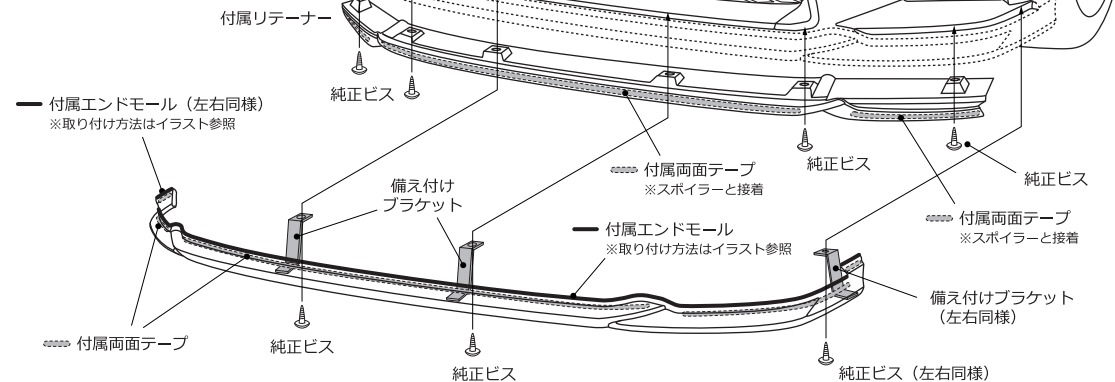 付属リテーナー
純正ビス
付属エンドモール（左右同様）
※取り付け方法はイラスト参照
純正ビス
付属両面テープ
※スポイラーと接着
純正ビス
備え付け
ブラケット
付属両面テープ
※スポイラーと接着
付属エンドモール
※取り付け方法はイラスト参照
備え付けブラケット
（左右同様）
付属両面テープ
純正ビス
純正ビス
純正ビス（左右同様）